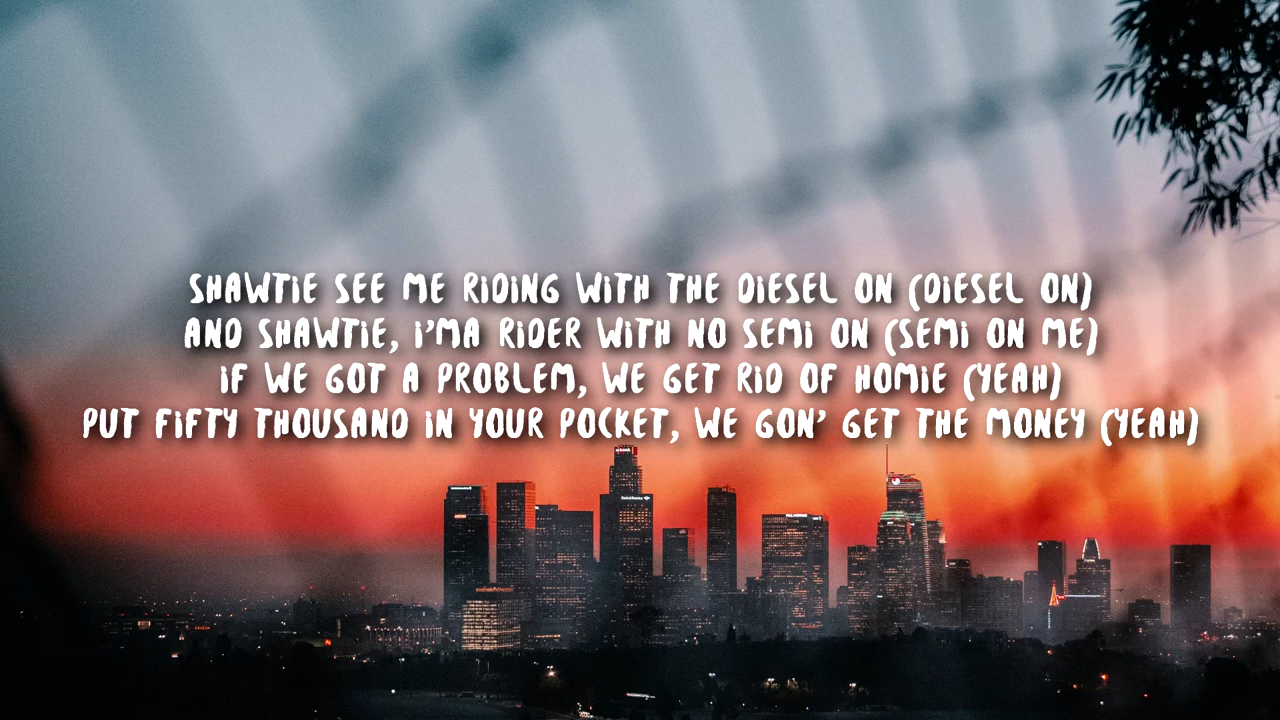 SHAWTIE SEE ME RIDING WITH THE DIESEL ON (DIESEL ON)
AND SHAWTIE, I'MA RIDER WITH NO SEMI ON (SEMI ON ME)
IF WE GOT A PROBLEM, WE GET RID OF HOMIE (YEAH)
PUT FIFTY THOUSAND IN YOUR POCKET, WE GON' GET THE MONEY (YEAH)